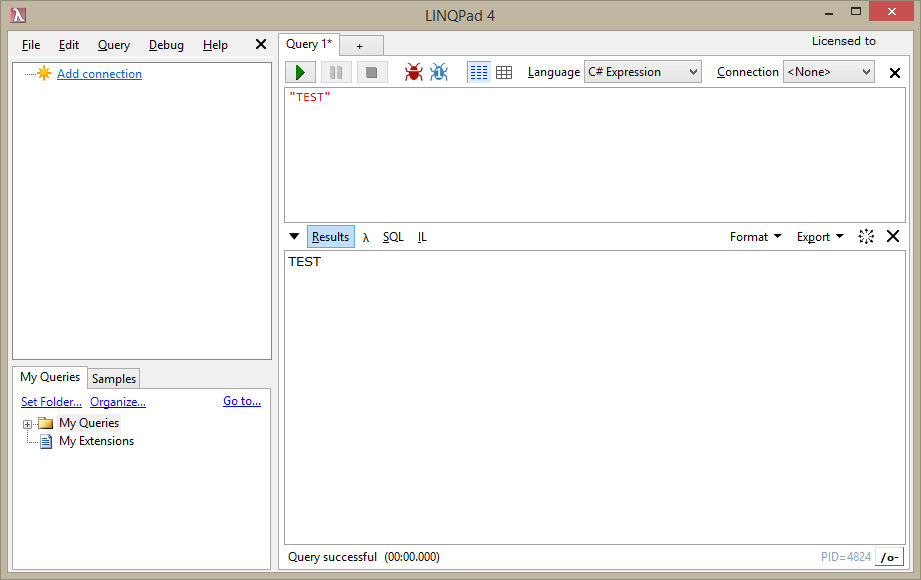 LINQPad 4
File Edit Query Debug Help
Query 1* +
Licensed to
Add connection
Language C# Expression Connection <None>
"TEST"
Results λ SQL IL
Format Export
TEST
My Queries Samples
Set Folder... Organize... Go to...
My Queries
My Extensions
Query successful (00:00.000)
PID=4824 /o-